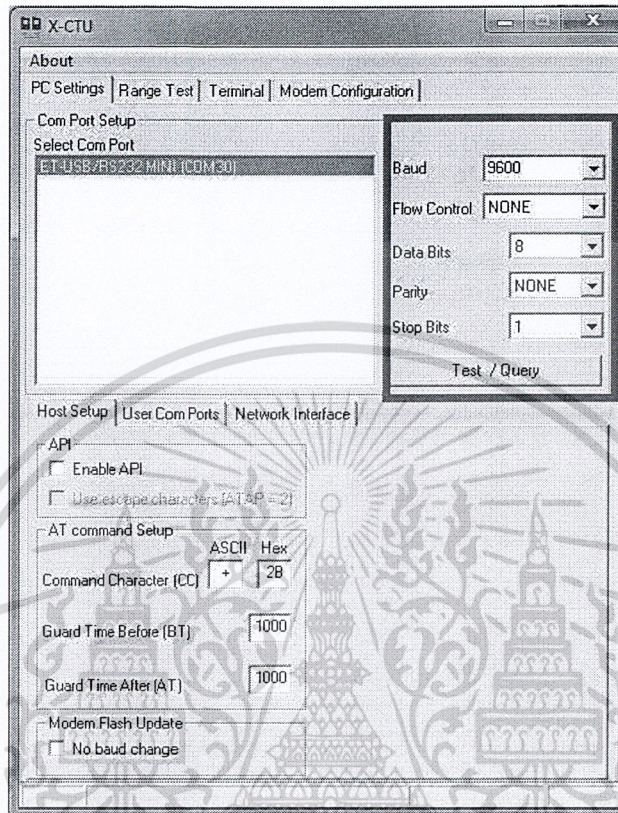 X-CTU
About
PC Settings Range Test Terminal Modem Configuration
Com Port Setup
Select Com Port
ET-USB/RS232 MINI (COM30)
Baud 9600
Flow Control NONE
Data Bits 8
Parity NONE
Stop Bits 1
Test / Query
Host Setup User Com Ports Network Interface
API
Enable API
Use escape characters (ATAP = 2)
AT command Setup
ASCII Hex
Command Character (CC) + 2B
Guard Time Before (BT) 1000
Guard Time After (AT) 1000
Modem Flash Update
No baud change